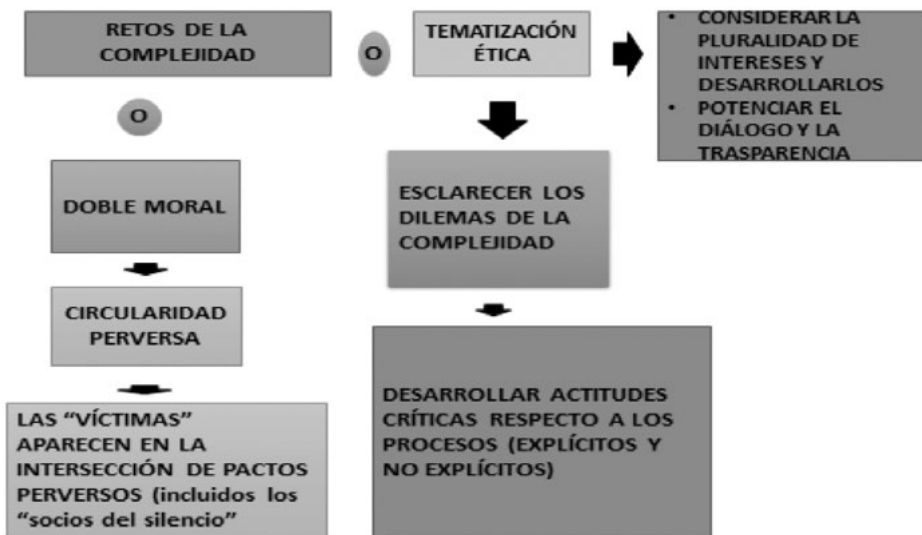 RETOS DE LA
COMPLEJIDAD
O
TEMATIZACIÓN
ÉTICA
• CONSIDERAR LA
PLURALIDAD DE
INTERESES Y
DESARROLLARLOS
• POTENCIAR EL
DIÁLOGO Y LA
TRASPARENCIA
O
DOBLE MORAL
CIRCULARIDAD
PERVERSA
LAS “VÍCTIMAS”
APARECEN EN LA
INTERSECCIÓN DE PACTOS
PERVERSOS (incluidos los
“socios del silencio”
ESCLARECER LOS
DILEMAS DE LA
COMPLEJIDAD
DESARROLLAR ACTITUDES
CRÍTICAS RESPECTO A LOS
PROCESOS (EXPLÍCITOS Y
NO EXPLÍCITOS)